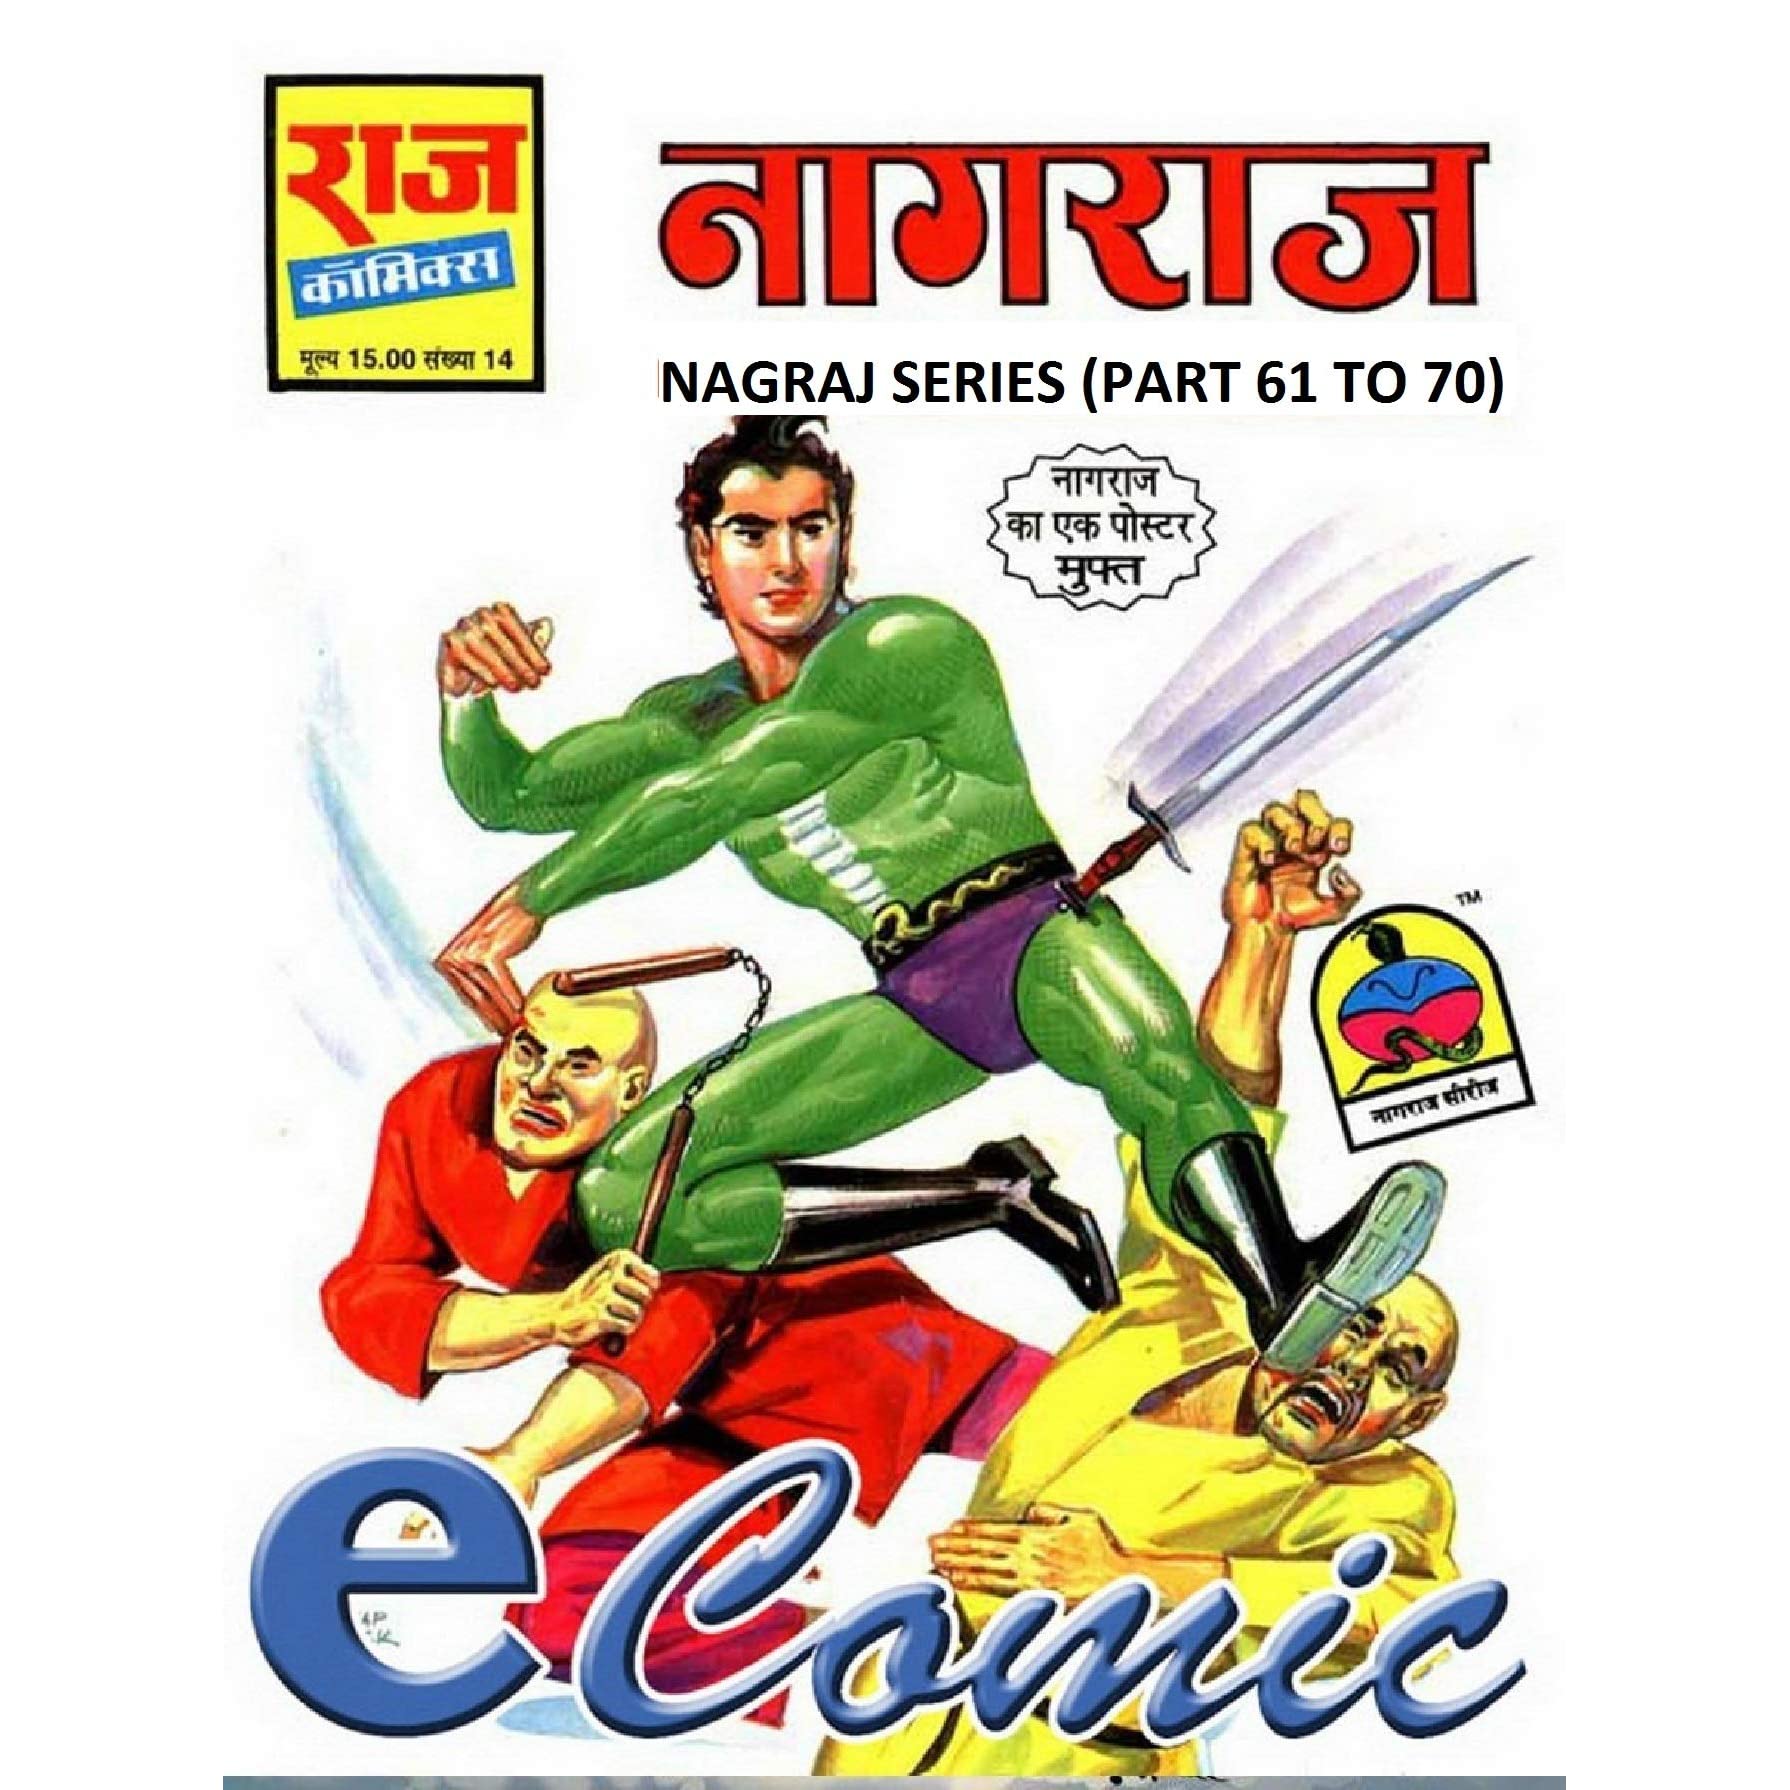 राज
कॉमिक्स
मूल्य 15.00 संख्या 14
नागराज
NAGRAJ SERIES (PART 61 TO 70)
नागराज
का एक पोस्टर
मुफ्त
TM
नागराज सीरीज
eComic